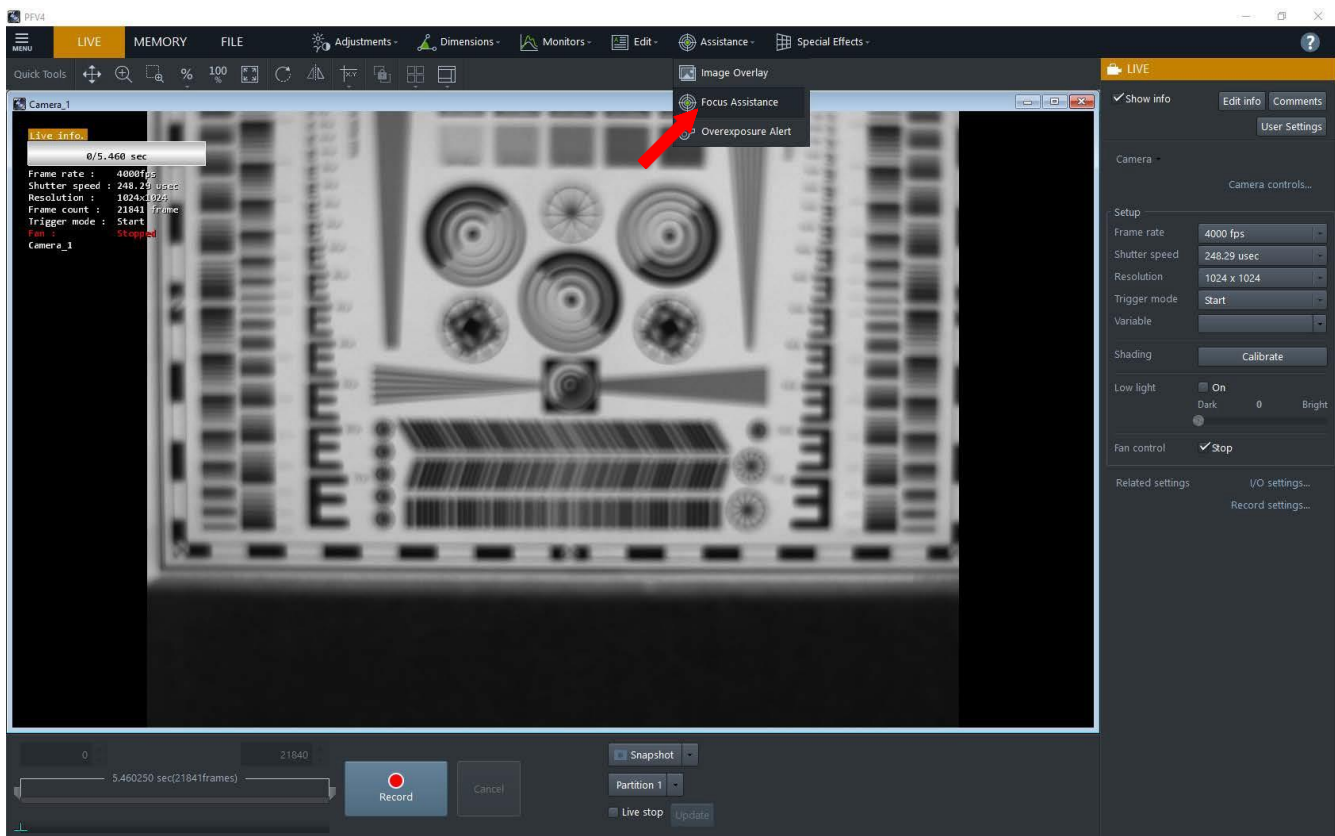 PFV4
MENU LIVE MEMORY FILE Adjustments Dimensions Monitors Edit Assistance Special Effects ?
Quick Tools % 100 % X,Y
Image Overlay
Focus Assistance
Overexposure Alert
Camera_1
Live info.
0/5.460 sec
Frame rate : 4000fps
Shutter speed : 248.29 usec
Resolution : 1024x1024
Frame count : 21841 frame
Trigger mode : Start
Fan : Stopped
Camera_1
LIVE
Show info Edit info Comments
User Settings
Camera
Camera controls...
Setup
Frame rate 4000 fps
Shutter speed 248.29 usec
Resolution 1024 x 1024
Trigger mode Start
Variable
Shading Calibrate
Low light On
Dark 0 Bright
Fan control Stop
Related settings I/O settings...
Record settings...
0 21840
5.460250 sec(21841frames)
Record
Cancel
Snapshot
Partition 1
Live stop Update